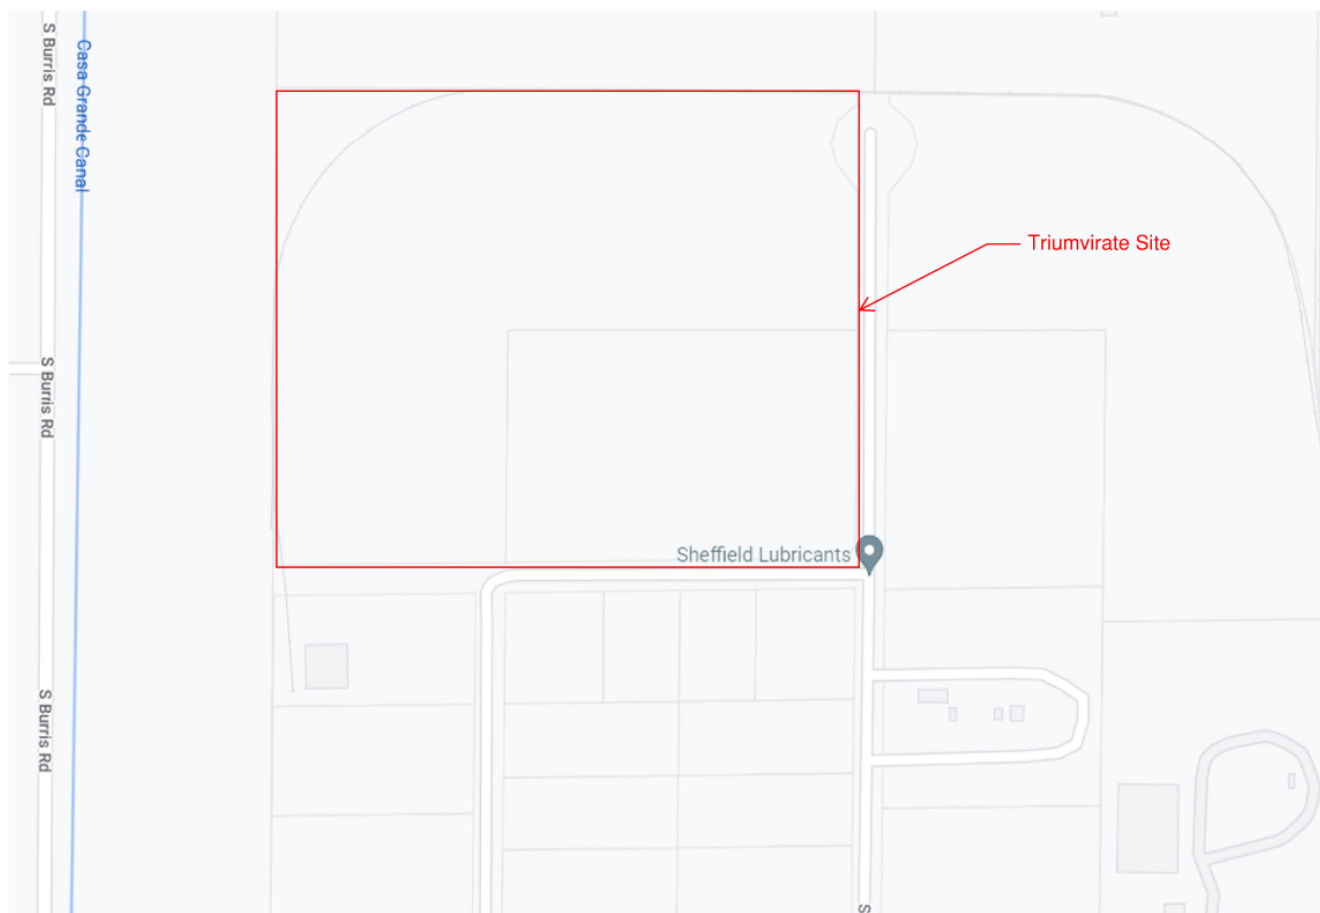 S Burris Rd
Casa Grande Canal
Triumvirate Site
S Burris Rd
Sheffield Lubricants
S Burris Rd
S